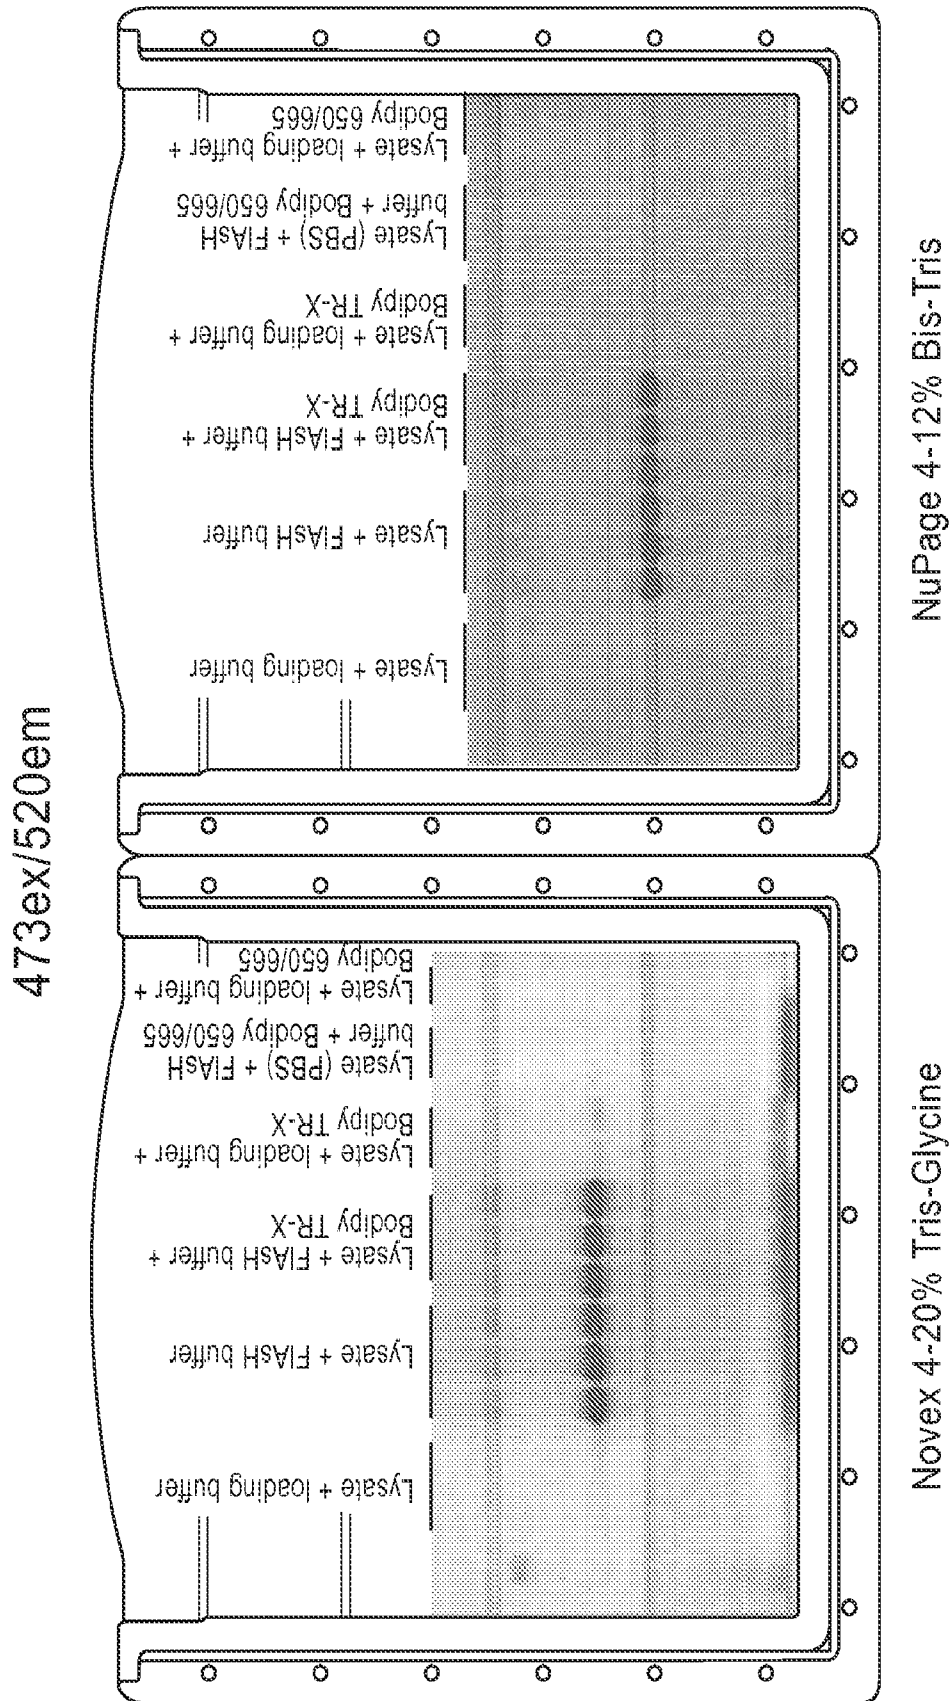 473ex/520em
Lysate + loading buffer
Lysate + FlAsH buffer
Lysate + FlAsH buffer +
Bodipy TR-X
Lysate + loading buffer +
Bodipy TR-X
Lysate (PBS) + FlAsH
buffer + Bodipy 650/665
Lysate + loading buffer +
Bodipy 650/665
Novex 4-20% Tris-Glycine
Lysate + loading buffer
Lysate + FlAsH buffer
Lysate + FlAsH buffer +
Bodipy TR-X
Lysate + loading buffer +
Bodipy TR-X
Lysate (PBS) + FlAsH
buffer + Bodipy 650/665
Lysate + loading buffer +
Bodipy 650/665
NuPage 4-12% Bis-Tris